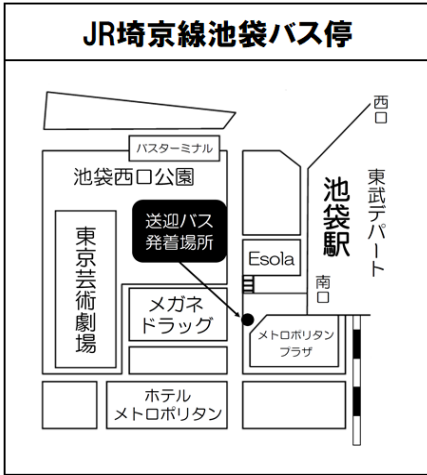 JR埼京線池袋バス停
西口
バスターミナル
池袋西口公園
池袋駅
東武デパート
送迎バス
発着場所
東京芸術劇場
Esola
南口
メガネ
ドラッグ
メトロポリタン
プラザ
ホテル
メトロポリタン